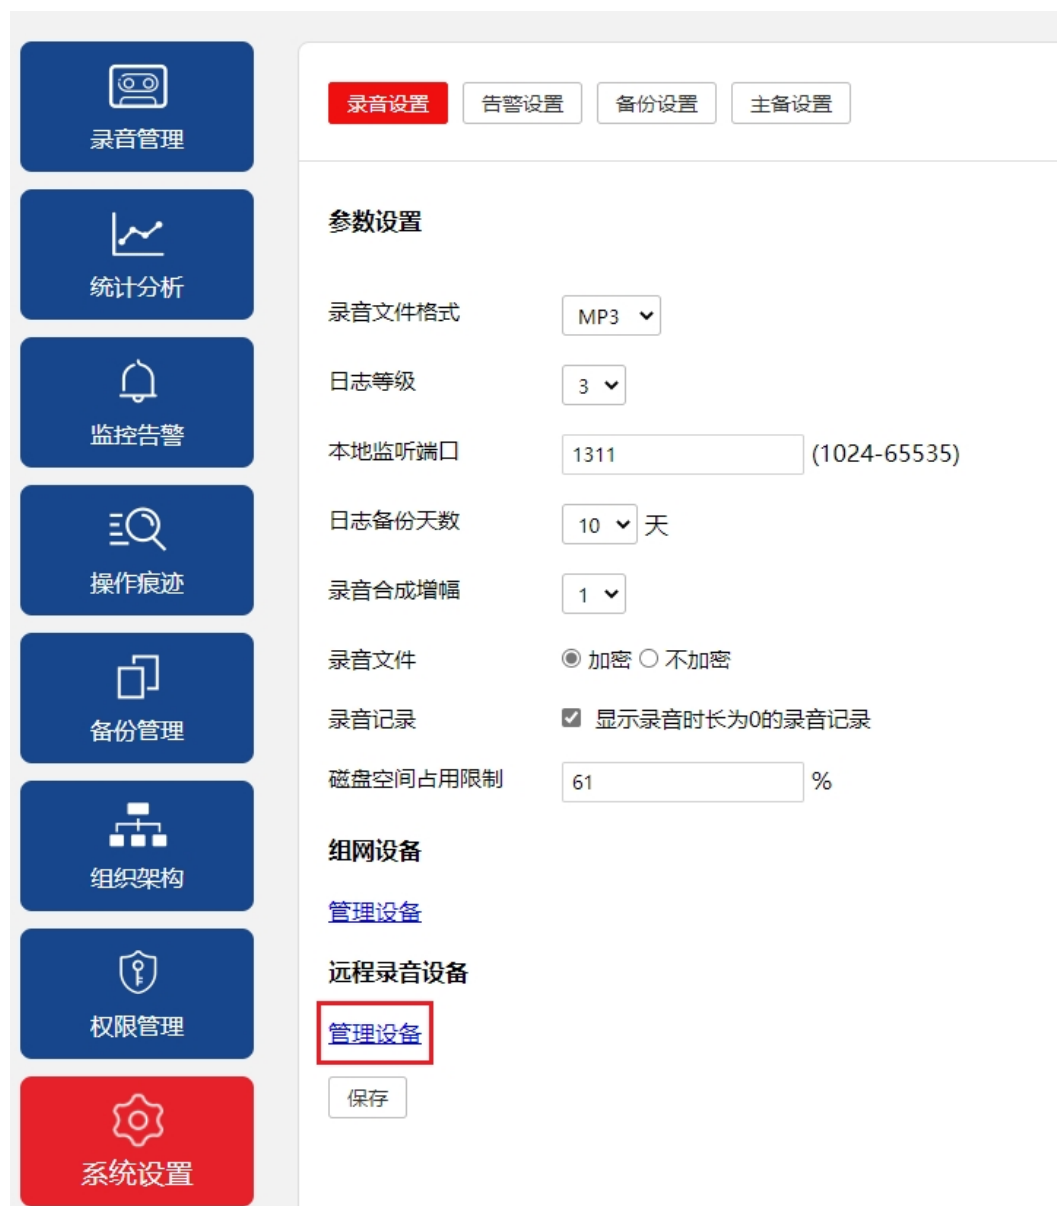 录音管理
统计分析
监控告警
操作痕迹
备份管理
组织架构
权限管理
系统设置
录音设置 告警设置 备份设置 主备设置
参数设置
录音文件格式 MP3
日志等级 3
本地监听端口 1311 (1024-65535)
日志备份天数 10 天
录音合成增幅 1
录音文件 加密 不加密
录音记录 显示录音时长为0的录音记录
磁盘空间占用限制 61 %
组网设备
管理设备
远程录音设备
管理设备
保存